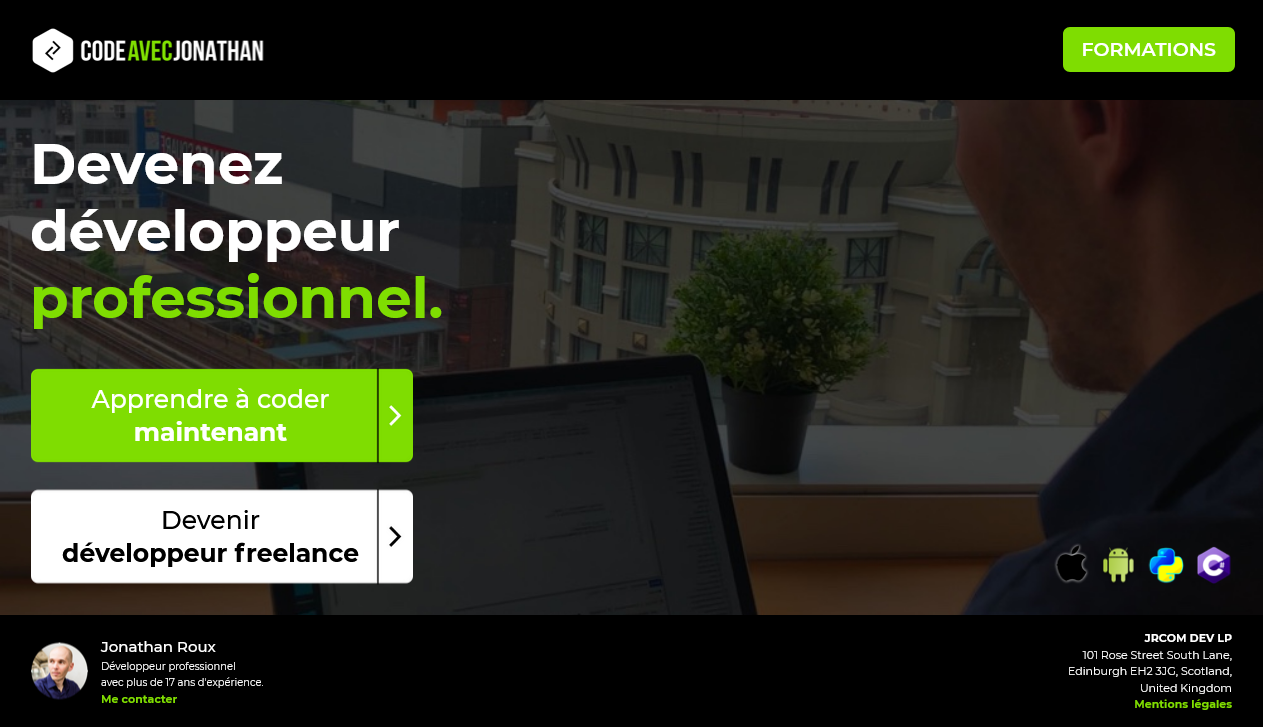 CODEAVECJONATHAN
FORMATIONS
Devenez
développeur
professionnel.
Apprendre à coder
maintenant
Devenir
développeur freelance
Jonathan Roux
Développeur professionnel
avec plus de 17 ans d'expérience.
Me contacter
JRCOM DEV LP
101 Rose Street South Lane,
Edinburgh EH2 3JG, Scotland,
United Kingdom
Mentions légales